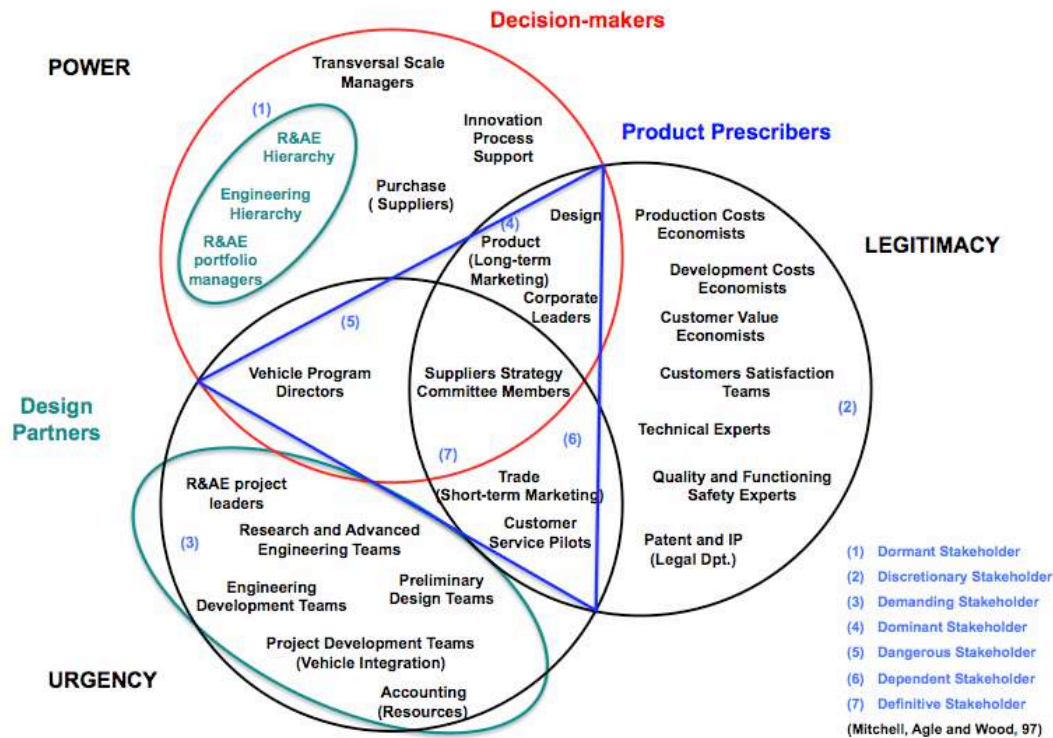 Decision-makers
POWER
Transversal Scale
Managers
(1)
R&AE
Hierarchy
Engineering
Hierarchy
R&AE
portfolio
managers
Innovation
Process
Support
Purchase
( Suppliers)
Product Prescribers
(4)
Design
Product
(Long-term
Marketing)
Corporate
Leaders
Production Costs
Economists
LEGITIMACY
Development Costs
Economists
Customer Value
Economists
Customers Satisfaction
Teams
(2)
Technical Experts
Quality and Functioning
Safety Experts
Patent and IP
(Legal Dpt.)
(5)
Vehicle Program
Directors
Suppliers Strategy
Committee Members
(6)
(7)
Trade
(Short-term Marketing)
Customer
Service Pilots
Design
Partners
R&AE project
leaders
(3)
Research and Advanced
Engineering Teams
Engineering
Development Teams
Preliminary
Design Teams
Project Development Teams
(Vehicle Integration)
Accounting
(Resources)
URGENCY
(1) Dormant Stakeholder
(2) Discretionary Stakeholder
(3) Demanding Stakeholder
(4) Dominant Stakeholder
(5) Dangerous Stakeholder
(6) Dependent Stakeholder
(7) Definitive Stakeholder
(Mitchell, Agle and Wood, 97)